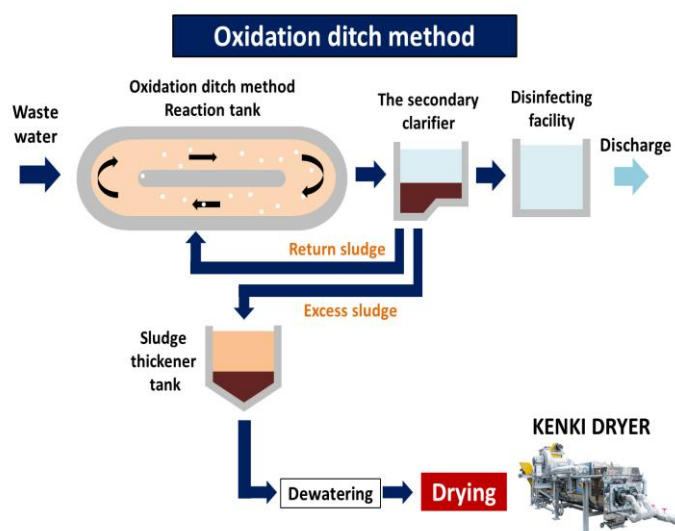 Oxidation ditch method
Waste
water
Oxidation ditch method
Reaction tank
The secondary
clarifier
Disinfecting
facility
Discharge
Return sludge
Excess sludge
Sludge
thickener
tank
Dewatering
Drying
KENKI DRYER